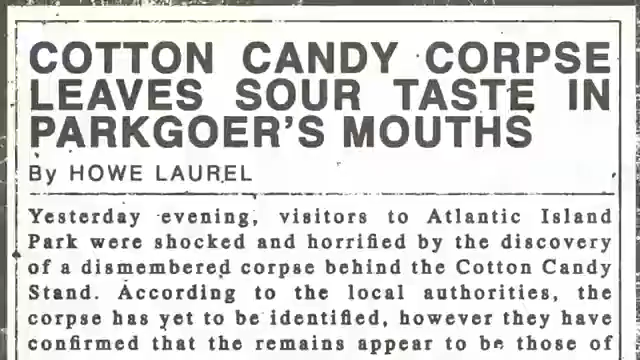 COTTON CANDY CORPSE
LEAVES SOUR TASTE IN
PARKGOER'S MOUTHS
By HOWE LAUREL
Yesterday evening, visitors to Atlantic Island
Park were shocked and horrified by the discovery
of a dismembered corpse behind the Cotton Candy
Stand. According to the local authorities, the
corpse has yet to be identified, however they have
confirmed that the remains appear to be those of